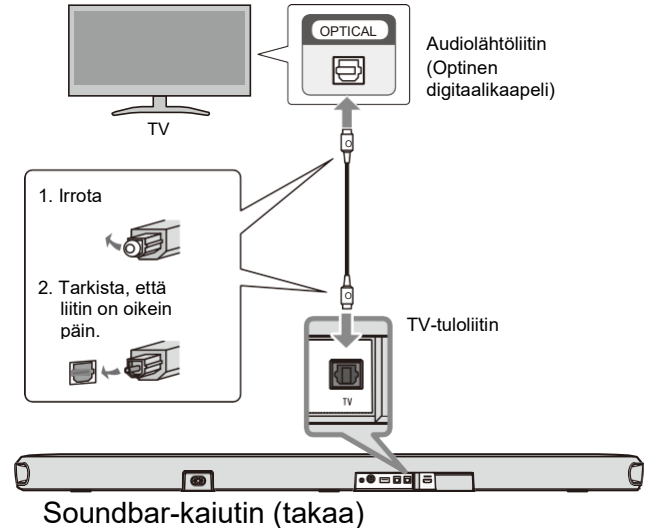 OPTICAL
Audiolähtöliitin
(Optinen
digitaalikaapeli)
TV
1. Irrota
2. Tarkista, että
liitin on oikein
päin.
TV-tuloliitin
TV
Soundbar-kaiutin (takaa)